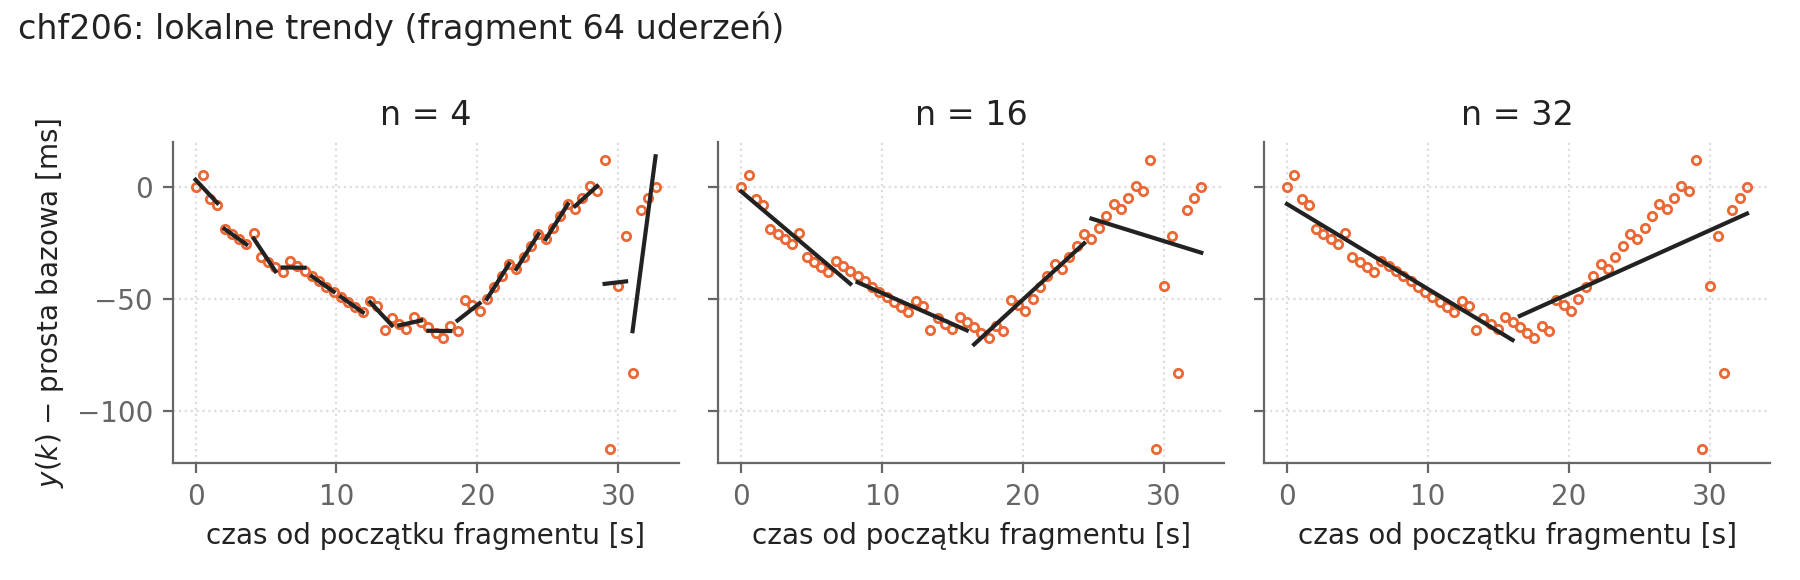 chf206: lokalne trendy (fragment 64 uderzeń)
n = 4
n = 16
n = 32
y(k) − prosta bazowa [ms]
0
−50
−100
0 10 20 30
0 10 20 30
0 10 20 30
czas od początku fragmentu [s]
czas od początku fragmentu [s]
czas od początku fragmentu [s]